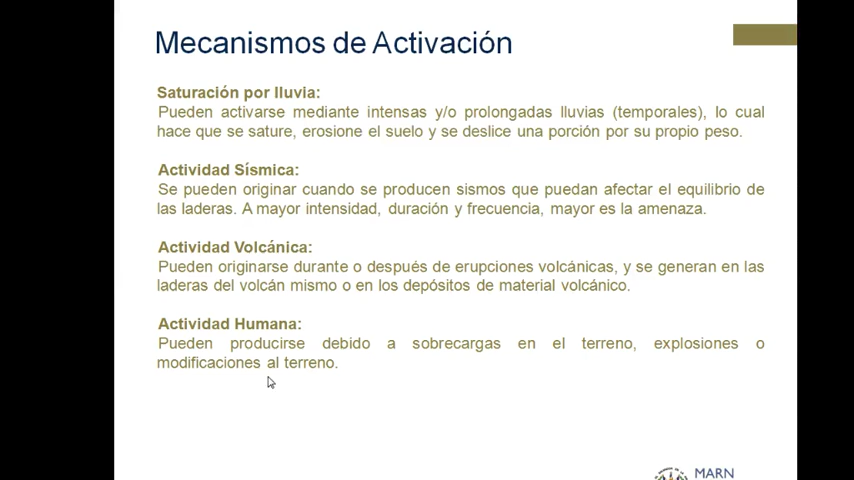 Mecanismos de Activación
Saturación por lluvia:
Pueden activarse mediante intensas y/o prolongadas lluvias (temporales), lo cual
hace que se sature, erosione el suelo y se deslice una porción por su propio peso.
Actividad Sísmica:
Se pueden originar cuando se producen sismos que puedan afectar el equilibrio de
las laderas. A mayor intensidad, duración y frecuencia, mayor es la amenaza.
Actividad Volcánica:
Pueden originarse durante o después de erupciones volcánicas, y se generan en las
laderas del volcán mismo o en los depósitos de material volcánico.
Actividad Humana:
Pueden producirse debido a sobrecargas en el terreno, explosiones o
modificaciones al terreno.
MARN